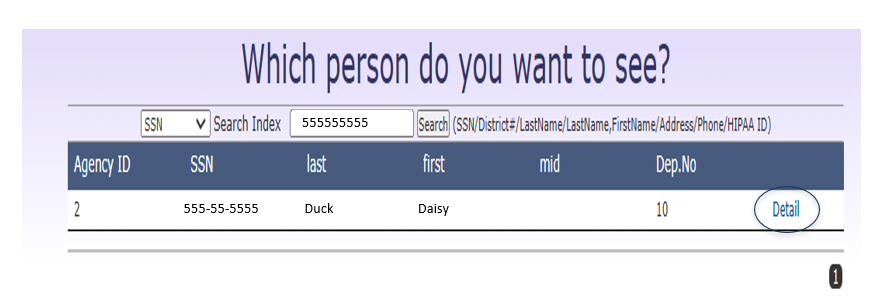 Which person do you want to see?
SSN Search Index 555555555 Search (SSN/District#/LastName/LastName,FirstName/Address/Phone/HIPAA ID)
Agency ID SSN last first mid Dep.No
2 555-55-5555 Duck Daisy 10 Detail
1